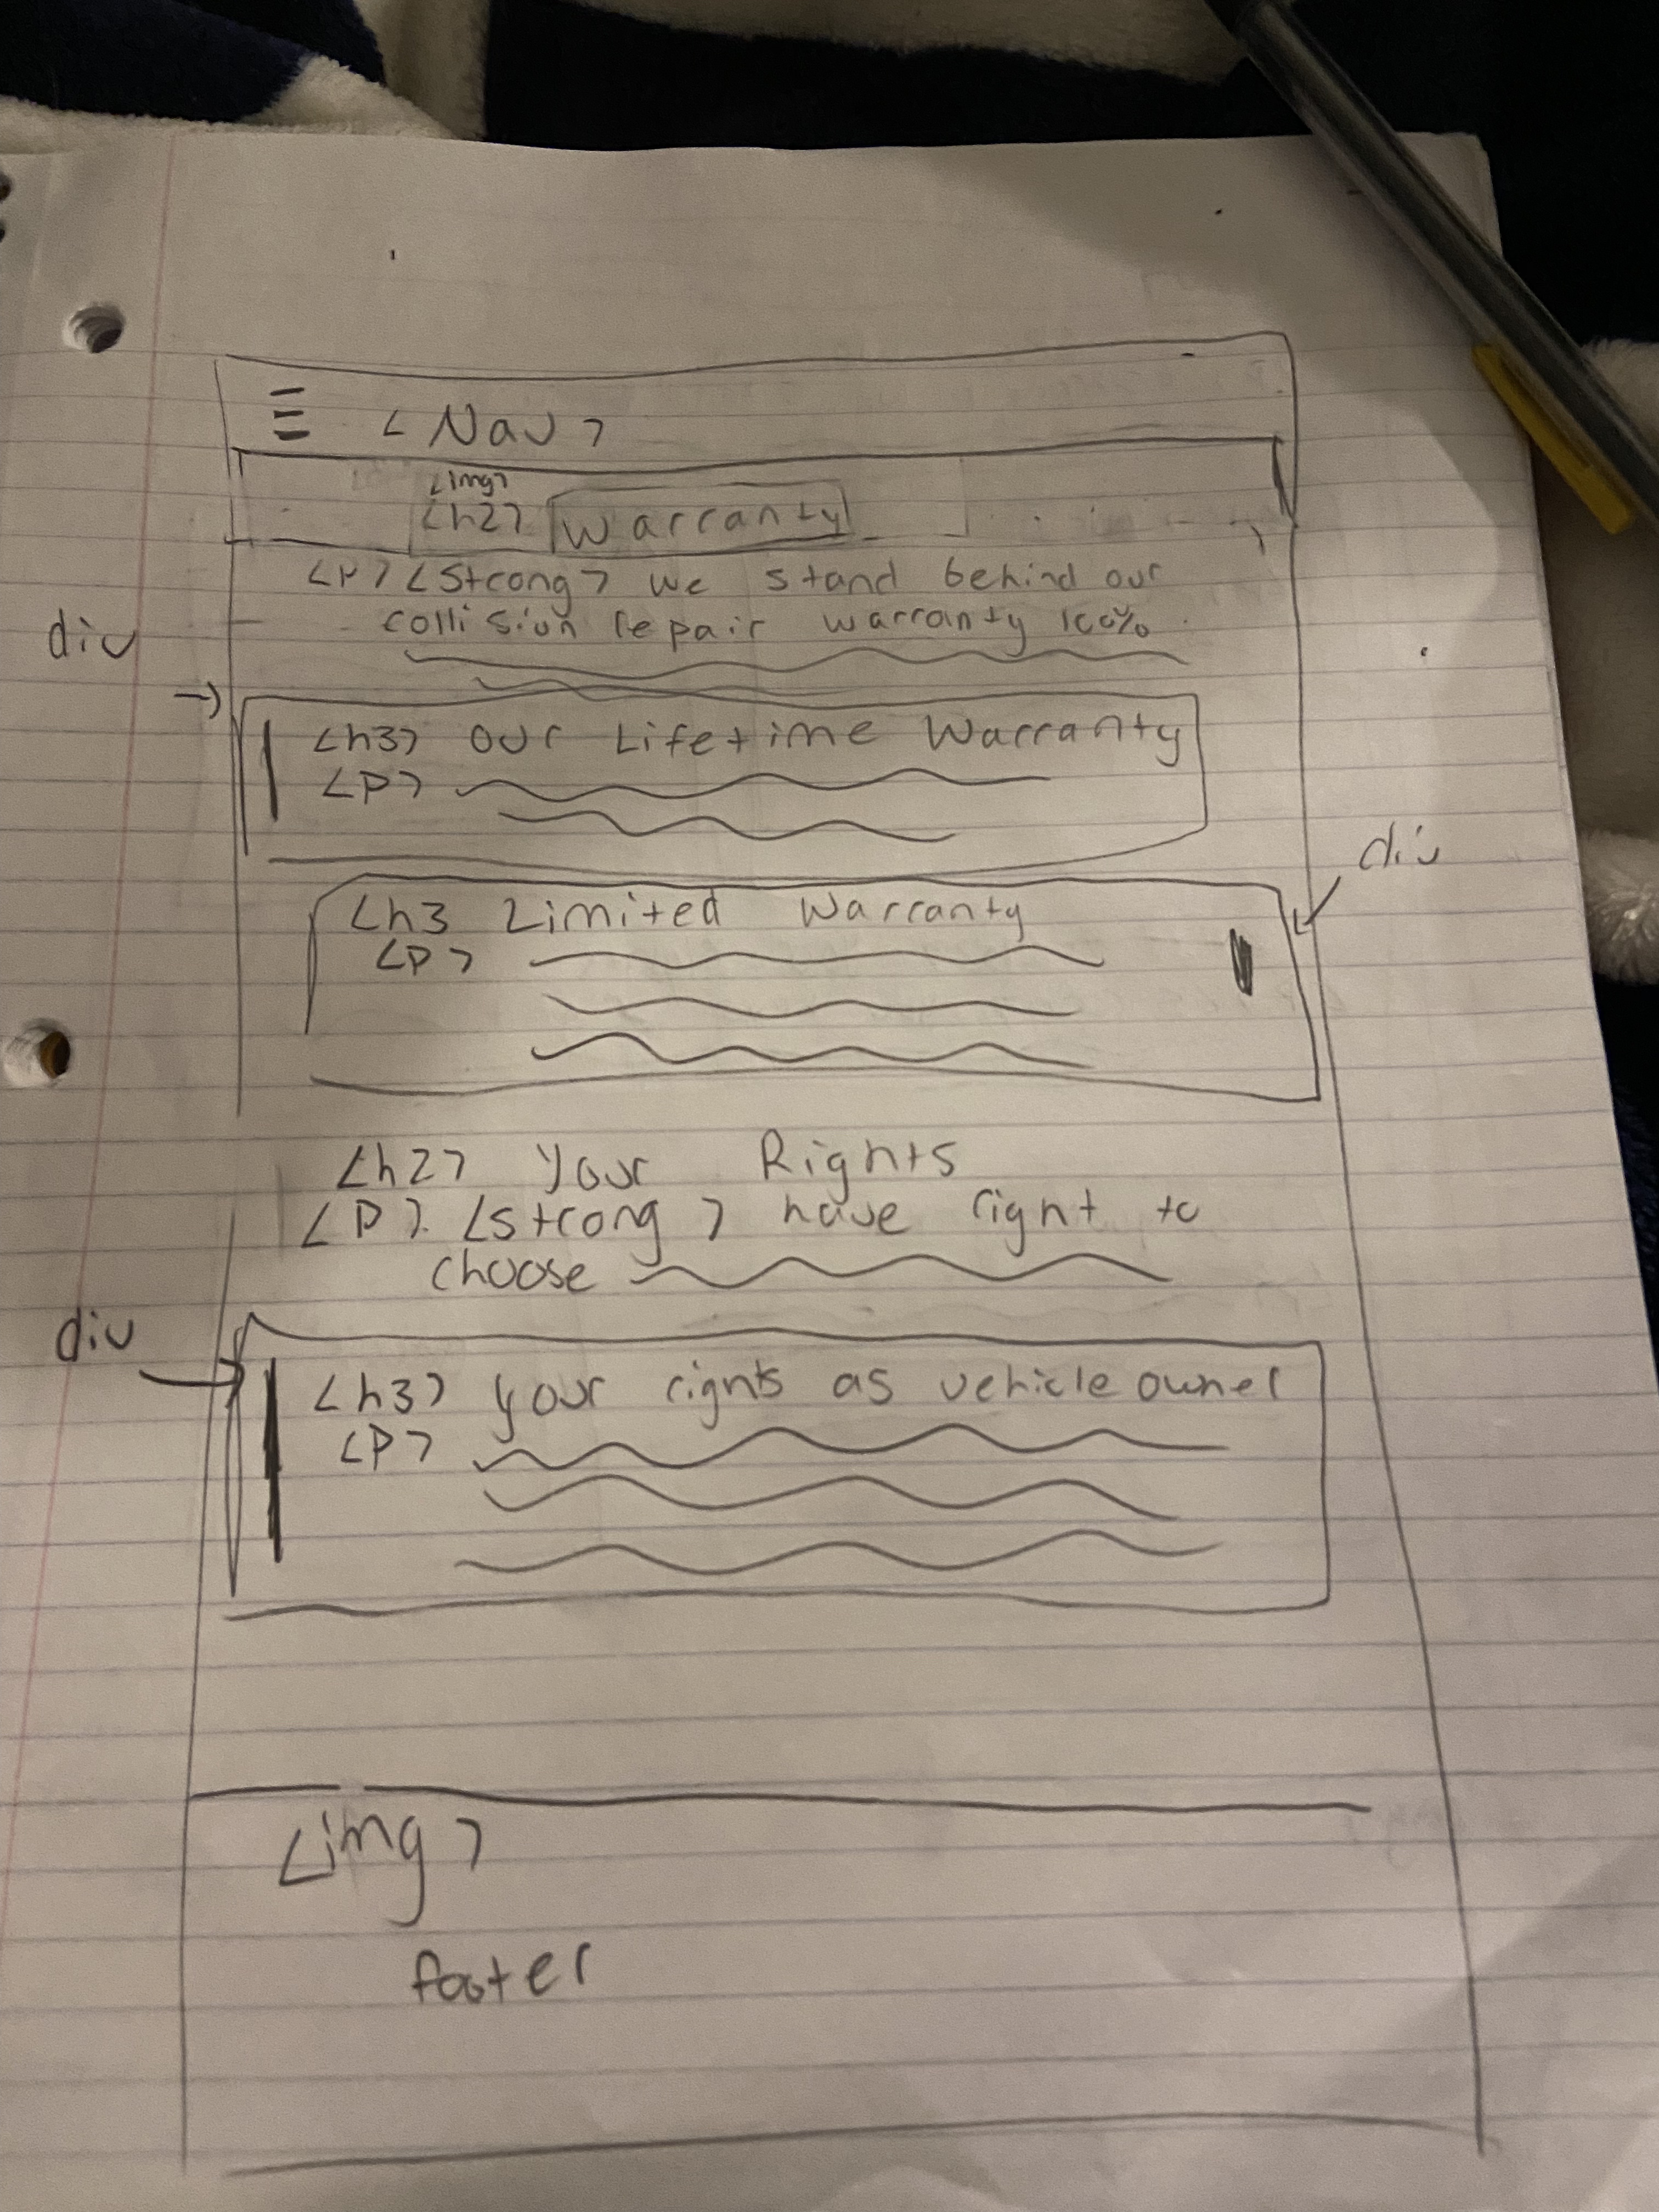 < Nav >
<img>
<h2> Warranty
<P> <Strong> we stand behind our
collision repair warranty 100%
div
<h3> our Lifetime Warranty
<P>
div
<h3 Limited Warranty
<P>
<h2> Your Rights
<P>. <strong> have right to
choose
div
<h3> your rights as vehicle owner
<P>
<img>
footer